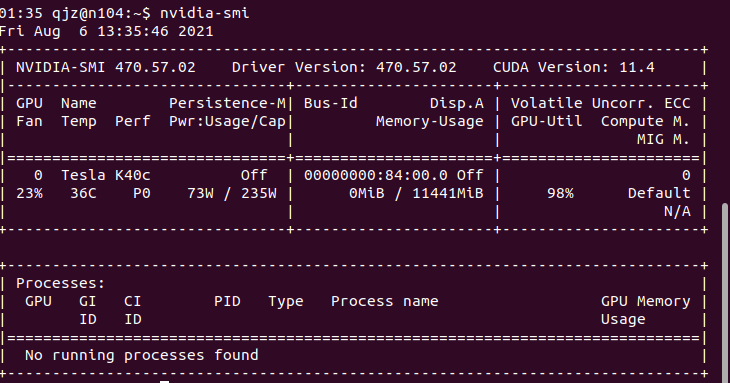 01:35 qjz@n104:~$ nvidia-smi
Fri Aug  6 13:35:46 2021
+-----------------------------------------------------------------------------+
| NVIDIA-SMI 470.57.02    Driver Version: 470.57.02    CUDA Version: 11.4     |
|-------------------------------+----------------------+----------------------+
| GPU  Name        Persistence-M| Bus-Id        Disp.A | Volatile Uncorr. ECC |
| Fan  Temp  Perf  Pwr:Usage/Cap|         Memory-Usage | GPU-Util  Compute M. |
|                               |                      |               MIG M. |
|===============================+======================+======================|
|   0  Tesla K40c          Off  | 00000000:84:00.0 Off |                    0 |
| 23%   36C    P0    73W / 235W |      0MiB / 11441MiB |     98%      Default |
|                               |                      |                  N/A |
+-------------------------------+----------------------+----------------------+

+-----------------------------------------------------------------------------+
| Processes:                                                                  |
|  GPU   GI   CI        PID   Type   Process name                  GPU Memory |
|        ID   ID                                                   Usage      |
|=============================================================================|
|  No running processes found                                                 |
+-----------------------------------------------------------------------------+